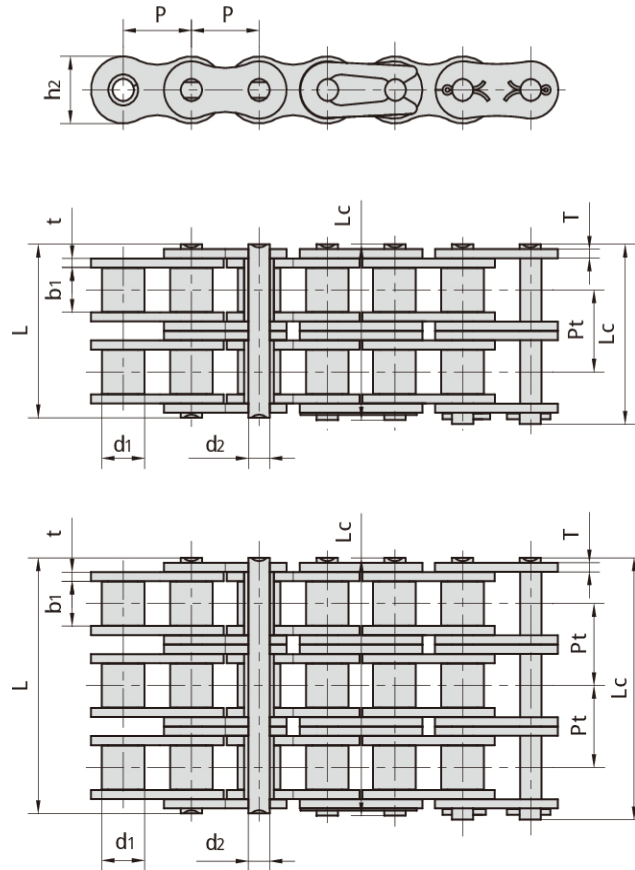 P P
h2
t Lc T
b1
L Pt Lc
d1 d2
t Lc T
b1
Pt
L Lc
Pt
d1 d2